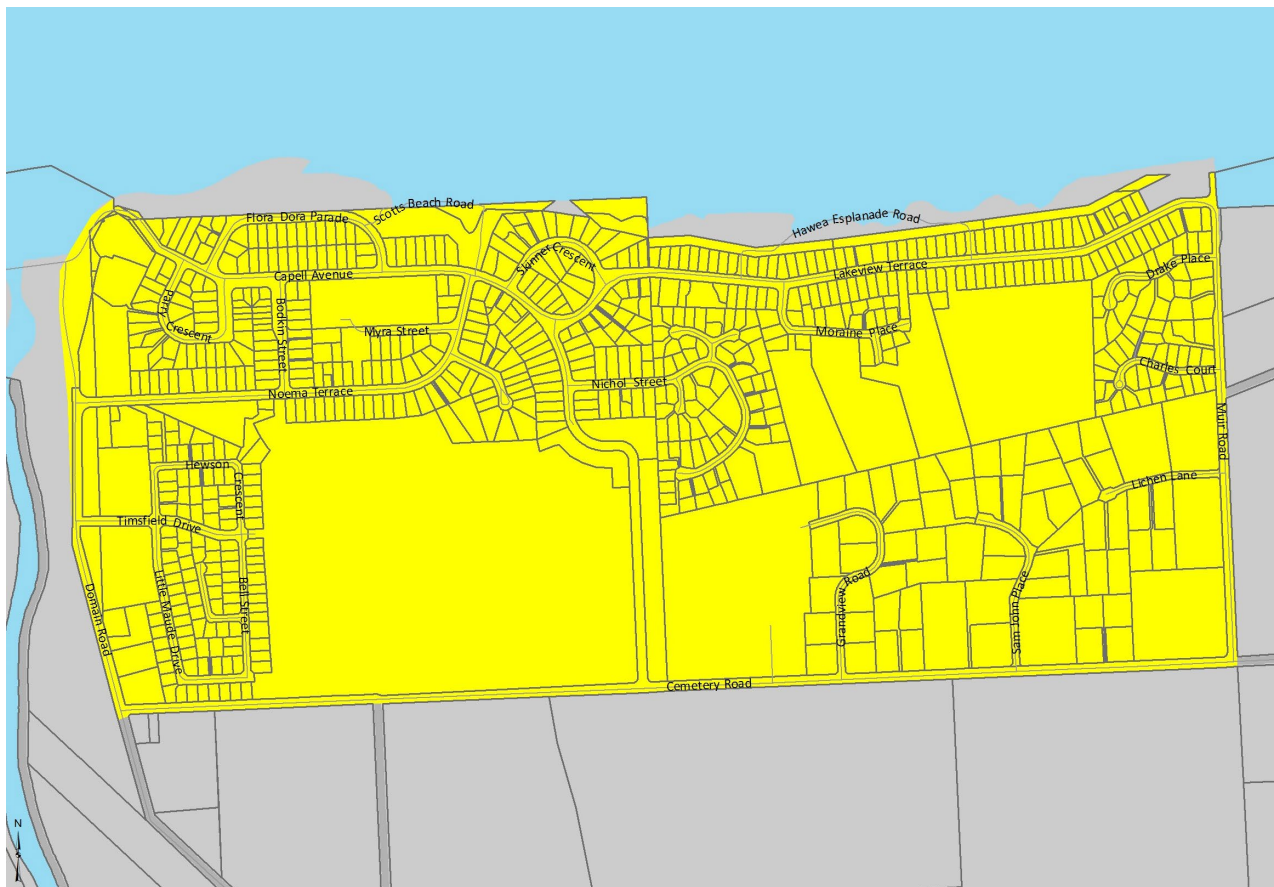 Scotts Beach Road
Flora Dora Parade
Hawea Esplanade Road
Skinner Crescent
Capell Avenue
Lakeview Terrace
Drake Place
Parry
Crescent
Bodkin Street
Myra Street
Moraine Place
Charles Court
Nichol Street
Noema Terrace
Muir Road
Hewson
Crescent
Lichen Lane
Timsfield Drive
Little Maude Drive
Bell Street
Domain Road
Grandview Road
Sam John Place
Cemetery Road
N
S